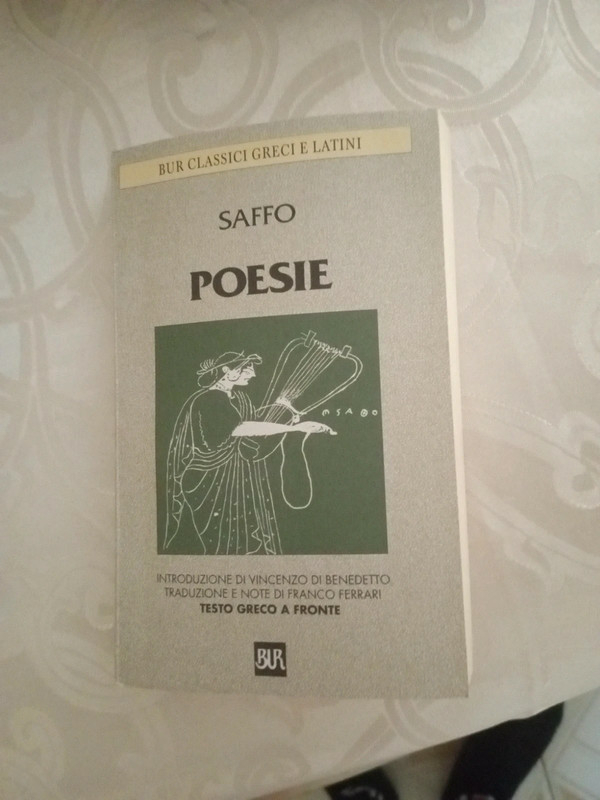 BUR CLASSICI GRECI E LATINI
SAFFO
POESIE
INTRODUZIONE DI VINCENZO DI BENEDETTO
TRADUZIONE E NOTE DI FRANCO FERRARI
TESTO GRECO A FRONTE
BUR